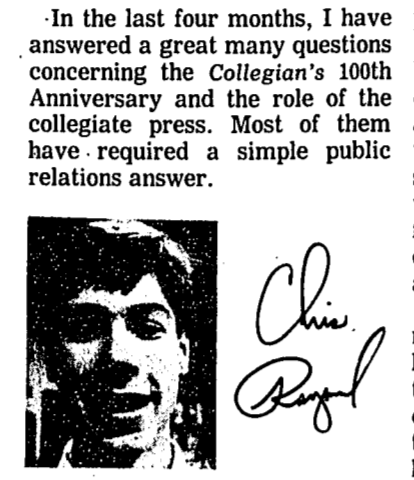 In the last four months, I have
answered a great many questions
concerning the Collegian's 100th
Anniversary and the role of the
collegiate press. Most of them
have required a simple public
relations answer.
Chris